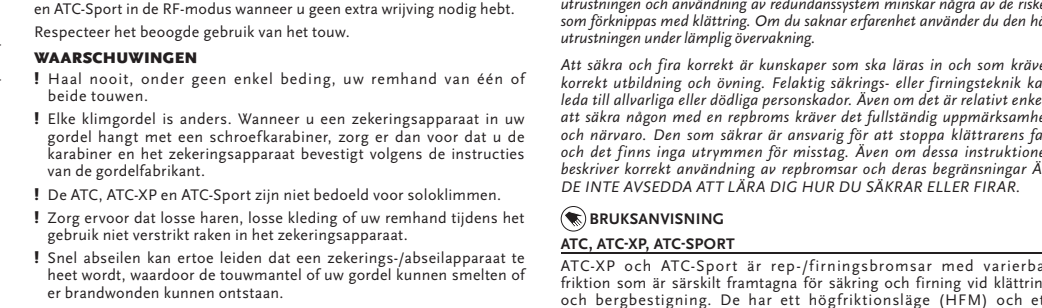 en ATC-Sport in de RF-modus wanneer u geen extra wrijving nodig hebt.
Respecteer het beoogde gebruik van het touw.
WAARSCHUWINGEN
! Haal nooit, onder geen enkel beding, uw remhand van één of
beide touwen.
! Elke klimgordel is anders. Wanneer u een zekeringsapparaat in uw
gordel hangt met een schroefkarabiner, zorg er dan voor dat u de
karabiner en het zekeringsapparaat bevestigt volgens de instructies
van de gordelfabrikant.
! De ATC, ATC-XP en ATC-Sport zijn niet bedoeld voor soloklimmen.
! Zorg ervoor dat losse haren, losse kleding of uw remhand tijdens het
gebruik niet verstrikt raken in het zekeringsapparaat.
! Snel abseilen kan ertoe leiden dat een zekerings-/abseilapparaat te
heet wordt, waardoor de touwmantel of uw gordel kunnen smelten of
er brandwonden kunnen ontstaan.
utrustningen och användning av redundanssystem minskar några av de riske
som förknippas med klättring. Om du saknar erfarenhet använder du den hä
utrustningen under lämplig övervakning.
Att säkra och fira korrekt är kunskaper som ska läras in och som kräve
korrekt utbildning och övning. Felaktig säkrings- eller firningsteknik ka
leda till allvarliga eller dödliga personskador. Även om det är relativt enke
att säkra någon med en repbroms kräver det fullständig uppmärksamhe
och närvaro. Den som säkrar är ansvarig för att stoppa klättrarens fa
och det finns inga utrymmen för misstag. Även om dessa instruktione
beskriver korrekt användning av repbromsar och deras begränsningar Ä
DE INTE AVSEDDA ATT LÄRA DIG HUR DU SÄKRAR ELLER FIRAR.
BRUKSANVISNING
ATC, ATC-XP, ATC-SPORT
ATC-XP och ATC-Sport är rep-/firningsbromsar med varierba
friktion som är särskilt framtagna för säkring och firning vid klättrin
och bergbestigning. De har ett högfriktionsläge (HFM) och et